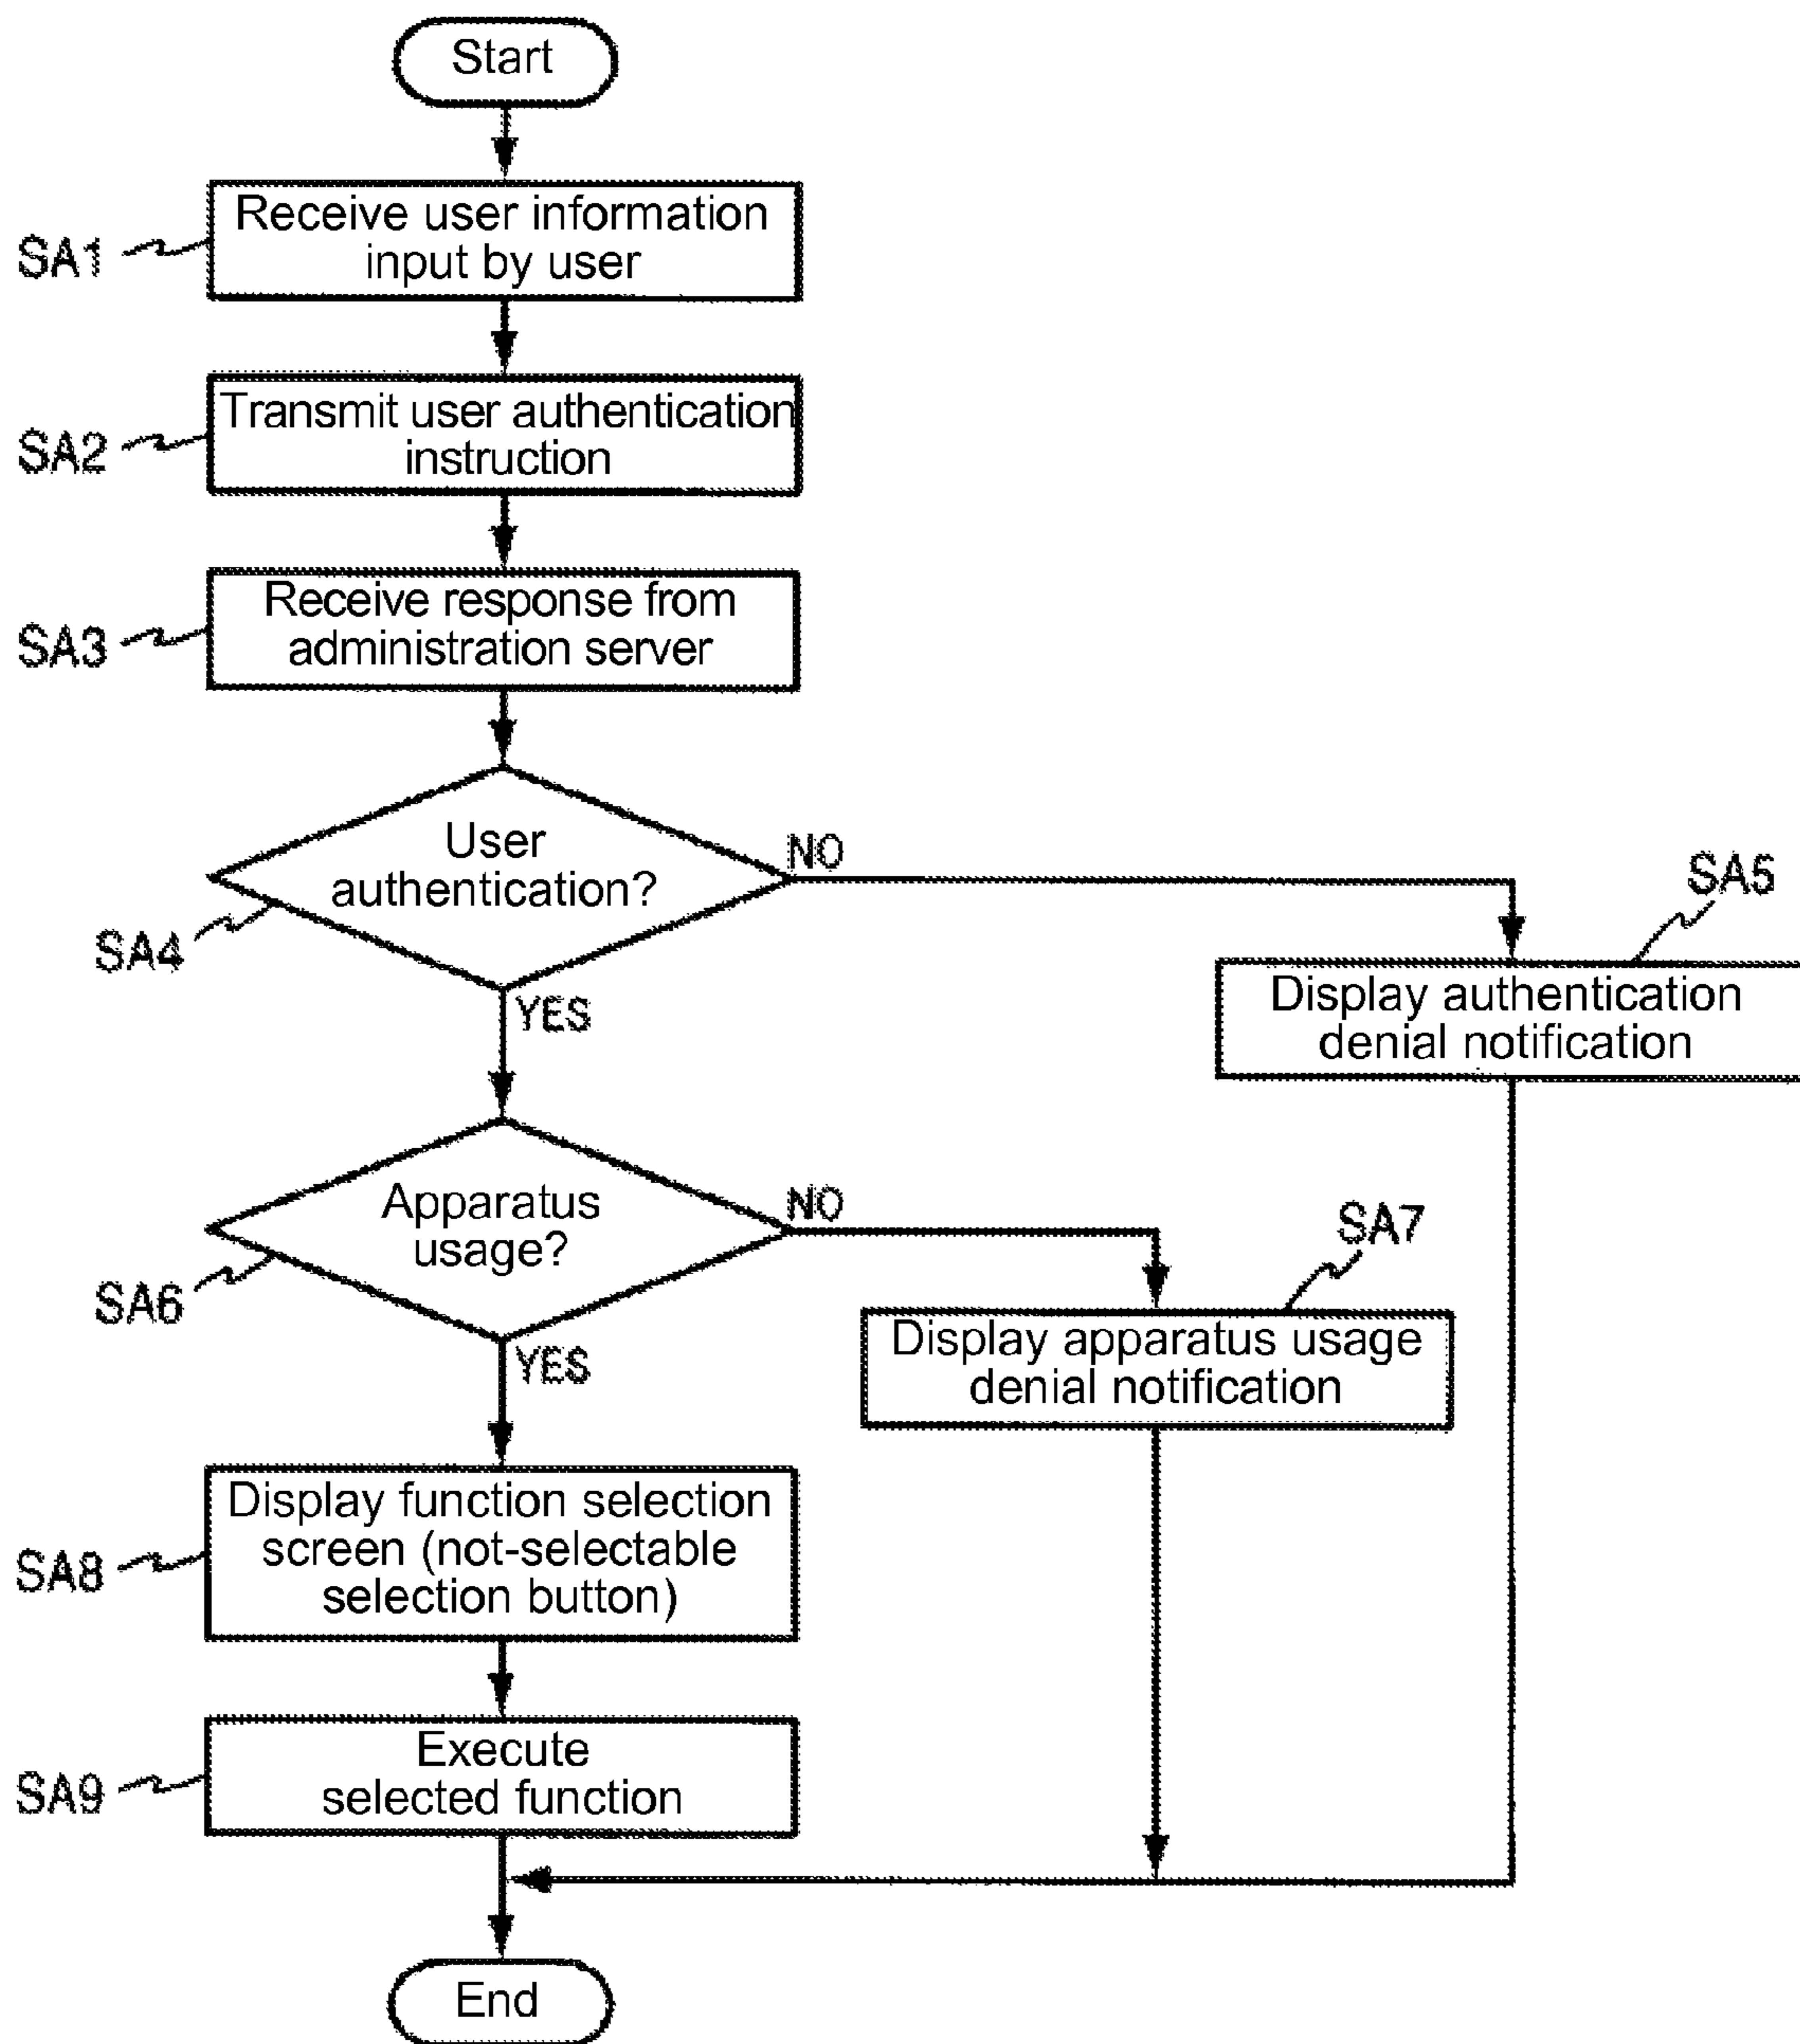 Start
SA1
Receive user information
input by user
SA2
Transmit user authentication
instruction
SA3
Receive response from
administration server
User
authentication?
NO
SA4
YES
SA5
Display authentication
denial notification
Apparatus
usage?
NO
SA6
YES
SA7
Display apparatus usage
denial notification
SA8
Display function selection
screen (not-selectable
selection button)
SA9
Execute
selected function
End